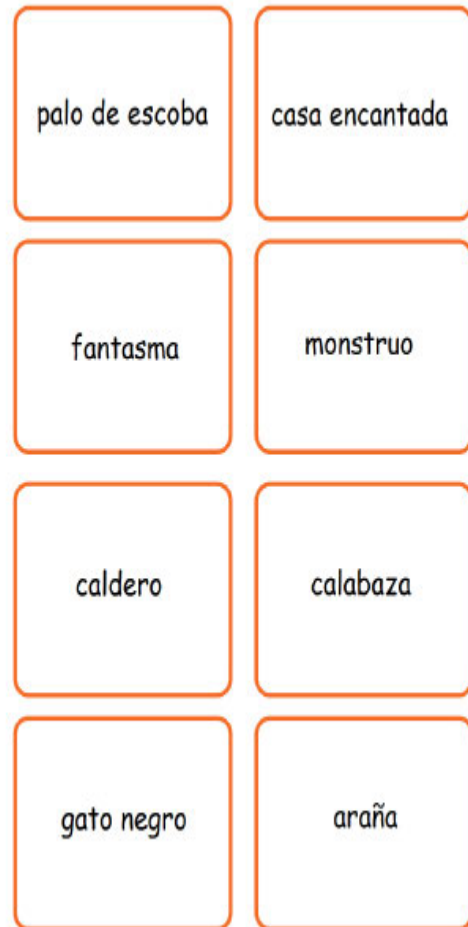 palo de escoba
casa encantada
fantasma
monstruo
caldero
calabaza
gato negro
araña